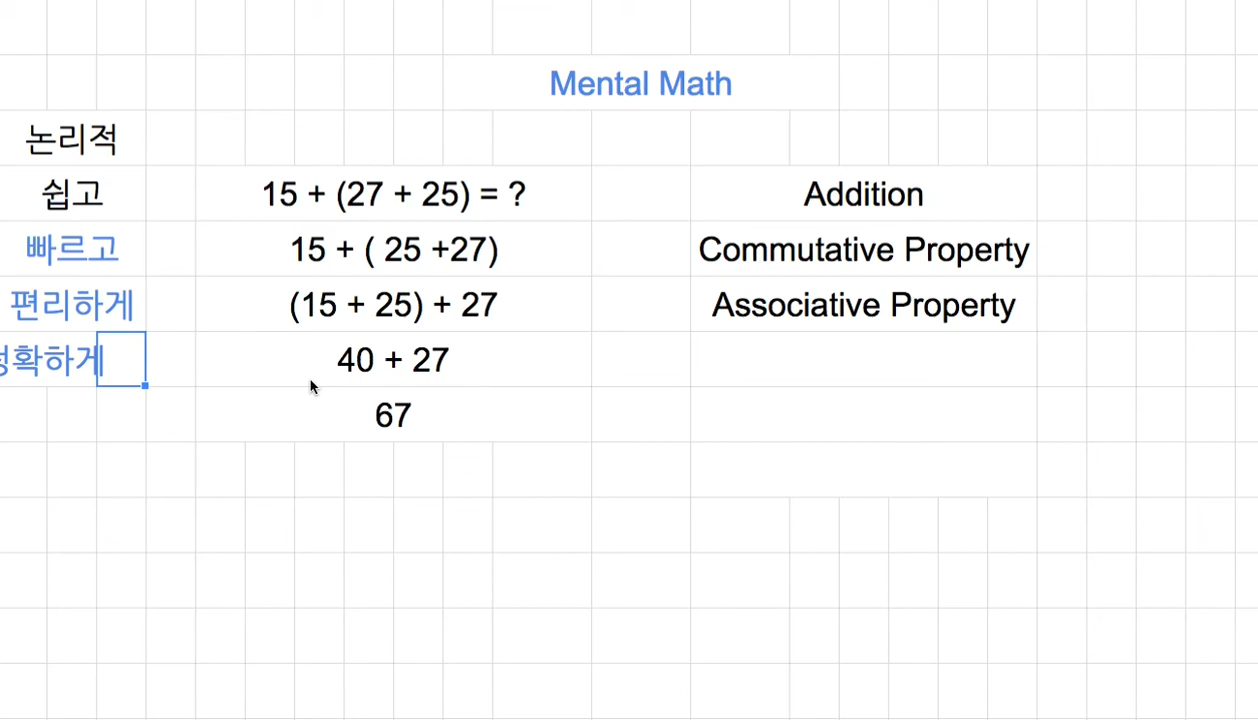 Mental Math
논리적
쉽고 15 + (27 + 25) = ? Addition
빠르고 15 + ( 25 +27) Commutative Property
편리하게 (15 + 25) + 27 Associative Property
40 + 27
67